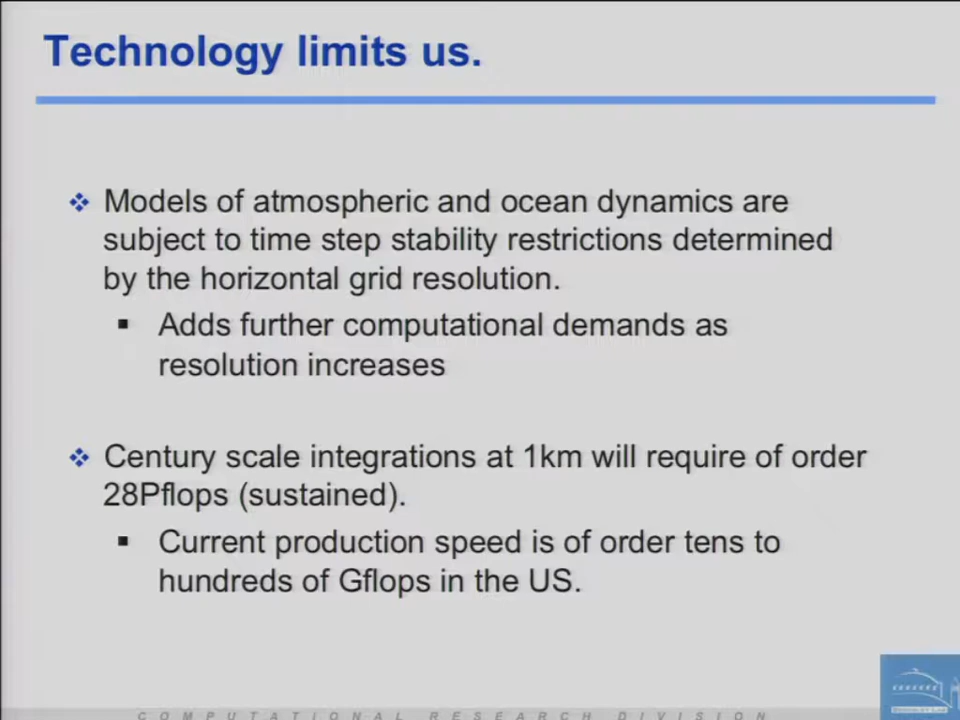 Technology limits us.
Models of atmospheric and ocean dynamics are
subject to time step stability restrictions determined
by the horizontal grid resolution.
Adds further computational demands as
resolution increases
Century scale integrations at 1km will require of order
28Pflops (sustained).
Current production speed is of order tens to
hundreds of Gflops in the US.
COMPUTATIONAL RESEARCH DIVISION